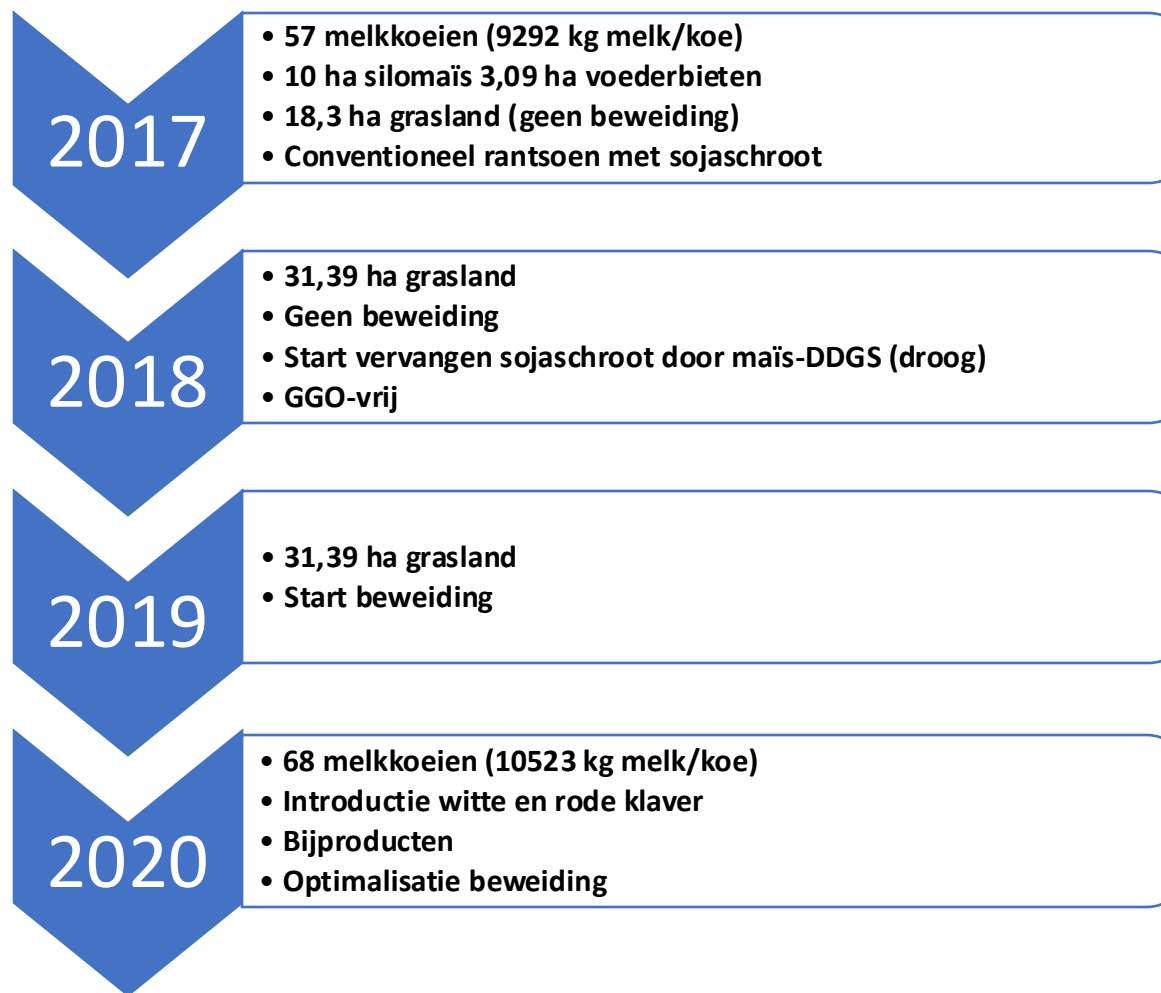 2017
• 57 melkkoeien (9292 kg melk/koe)
• 10 ha silomaïs 3,09 ha voederbieten
• 18,3 ha grasland (geen beweiding)
• Conventioneel rantsoen met sojaschroot
2018
• 31,39 ha grasland
• Geen beweiding
• Start vervangen sojaschroot door maïs-DDGS (droog)
• GGO-vrij
2019
• 31,39 ha grasland
• Start beweiding
2020
• 68 melkkoeien (10523 kg melk/koe)
• Introductie witte en rode klaver
• Bijproducten
• Optimalisatie beweiding